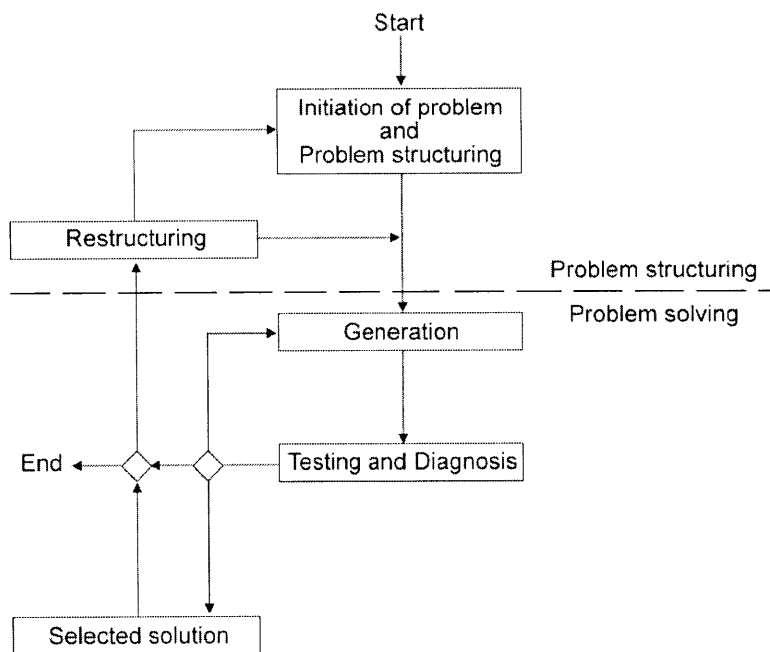 Start
Initiation of problem
and
Problem structuring
Restructuring
Problem structuring
Problem solving
Generation
End
Testing and Diagnosis
Selected solution